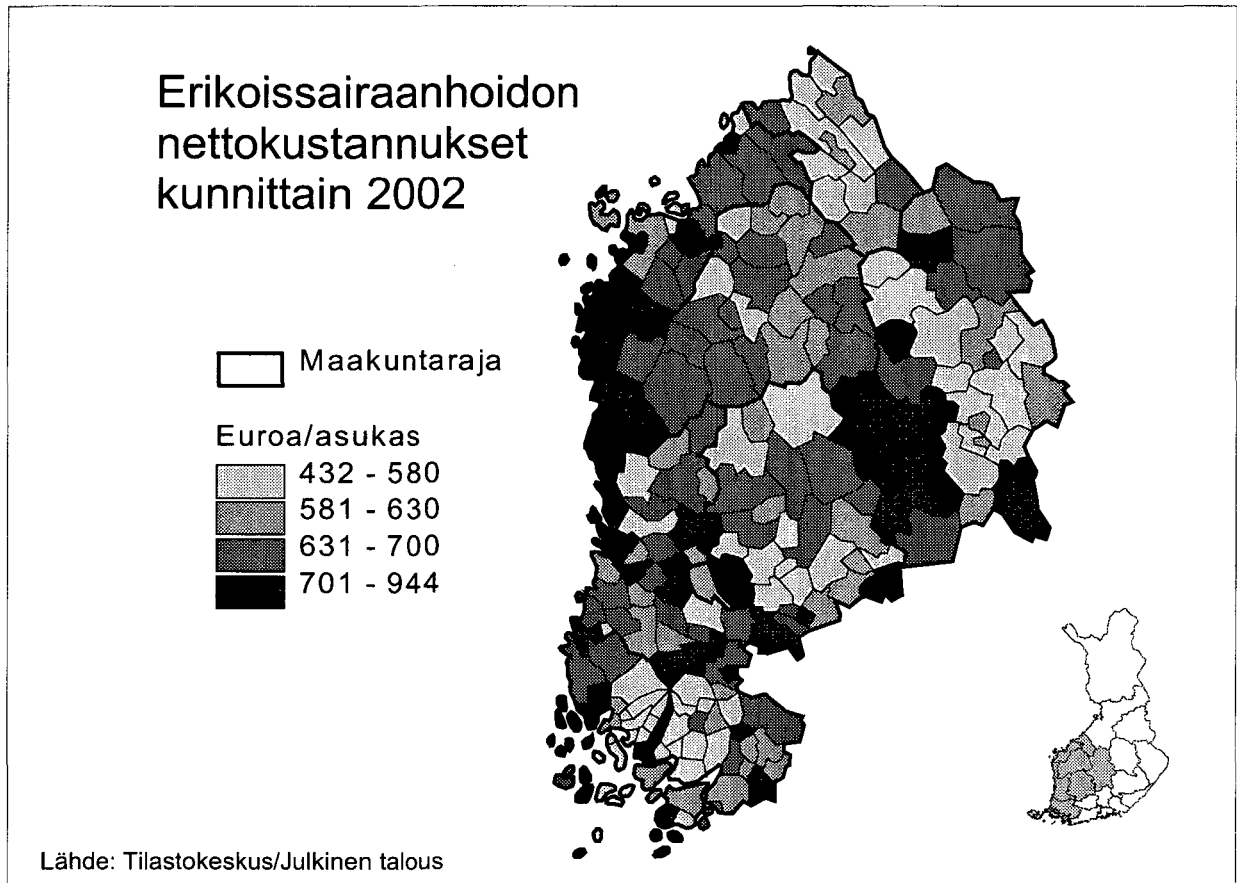 Erikoissairaanhoidon
nettokustannukset
kunnittain 2002
Maakuntaraja
Euroa/asukas
432 - 580
581 - 630
631 - 700
701 - 944
Lähde: Tilastokeskus/Julkinen talous